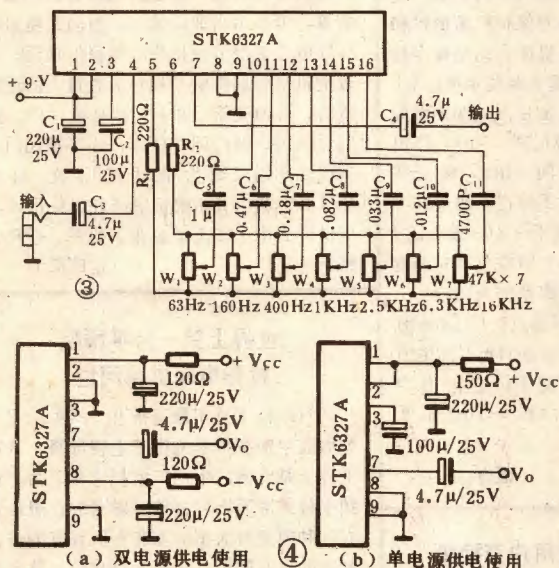 STK6327A
1 2 3 4 5 6 7 8 9 10 11 12 13 14 15 16
+9·V
C₁
220μ
25V
C₂
100μ
25V
220Ω
R₁
R₂
220Ω
C₄
4.7μ
25V
输出
输入
C₃
4.7μ
25V
C₅
1μ
C₆
0.47μ
C₇
0.18μ
C₈
.082μ
C₉
.033μ
C₁₀
.012μ
C₁₁
4700P
W₁
W₂
W₃
W₄
W₅
W₆
W₇
47K×7
③
63Hz 160Hz 400Hz 1KHz 2.5KHz 6.3KHz 16KHz
STK6327A
1
2
3
7
8
9
120Ω
+Vcc
220μ/25V
4.7μ/25V
Vo
120Ω
-Vcc
220μ/25V
(a)双电源供电使用
④
STK6327A
1
2
3
7
8
9
150Ω
+Vcc
220μ/25V
100μ/25V
Vo
4.7μ/25V
(b)单电源供电使用